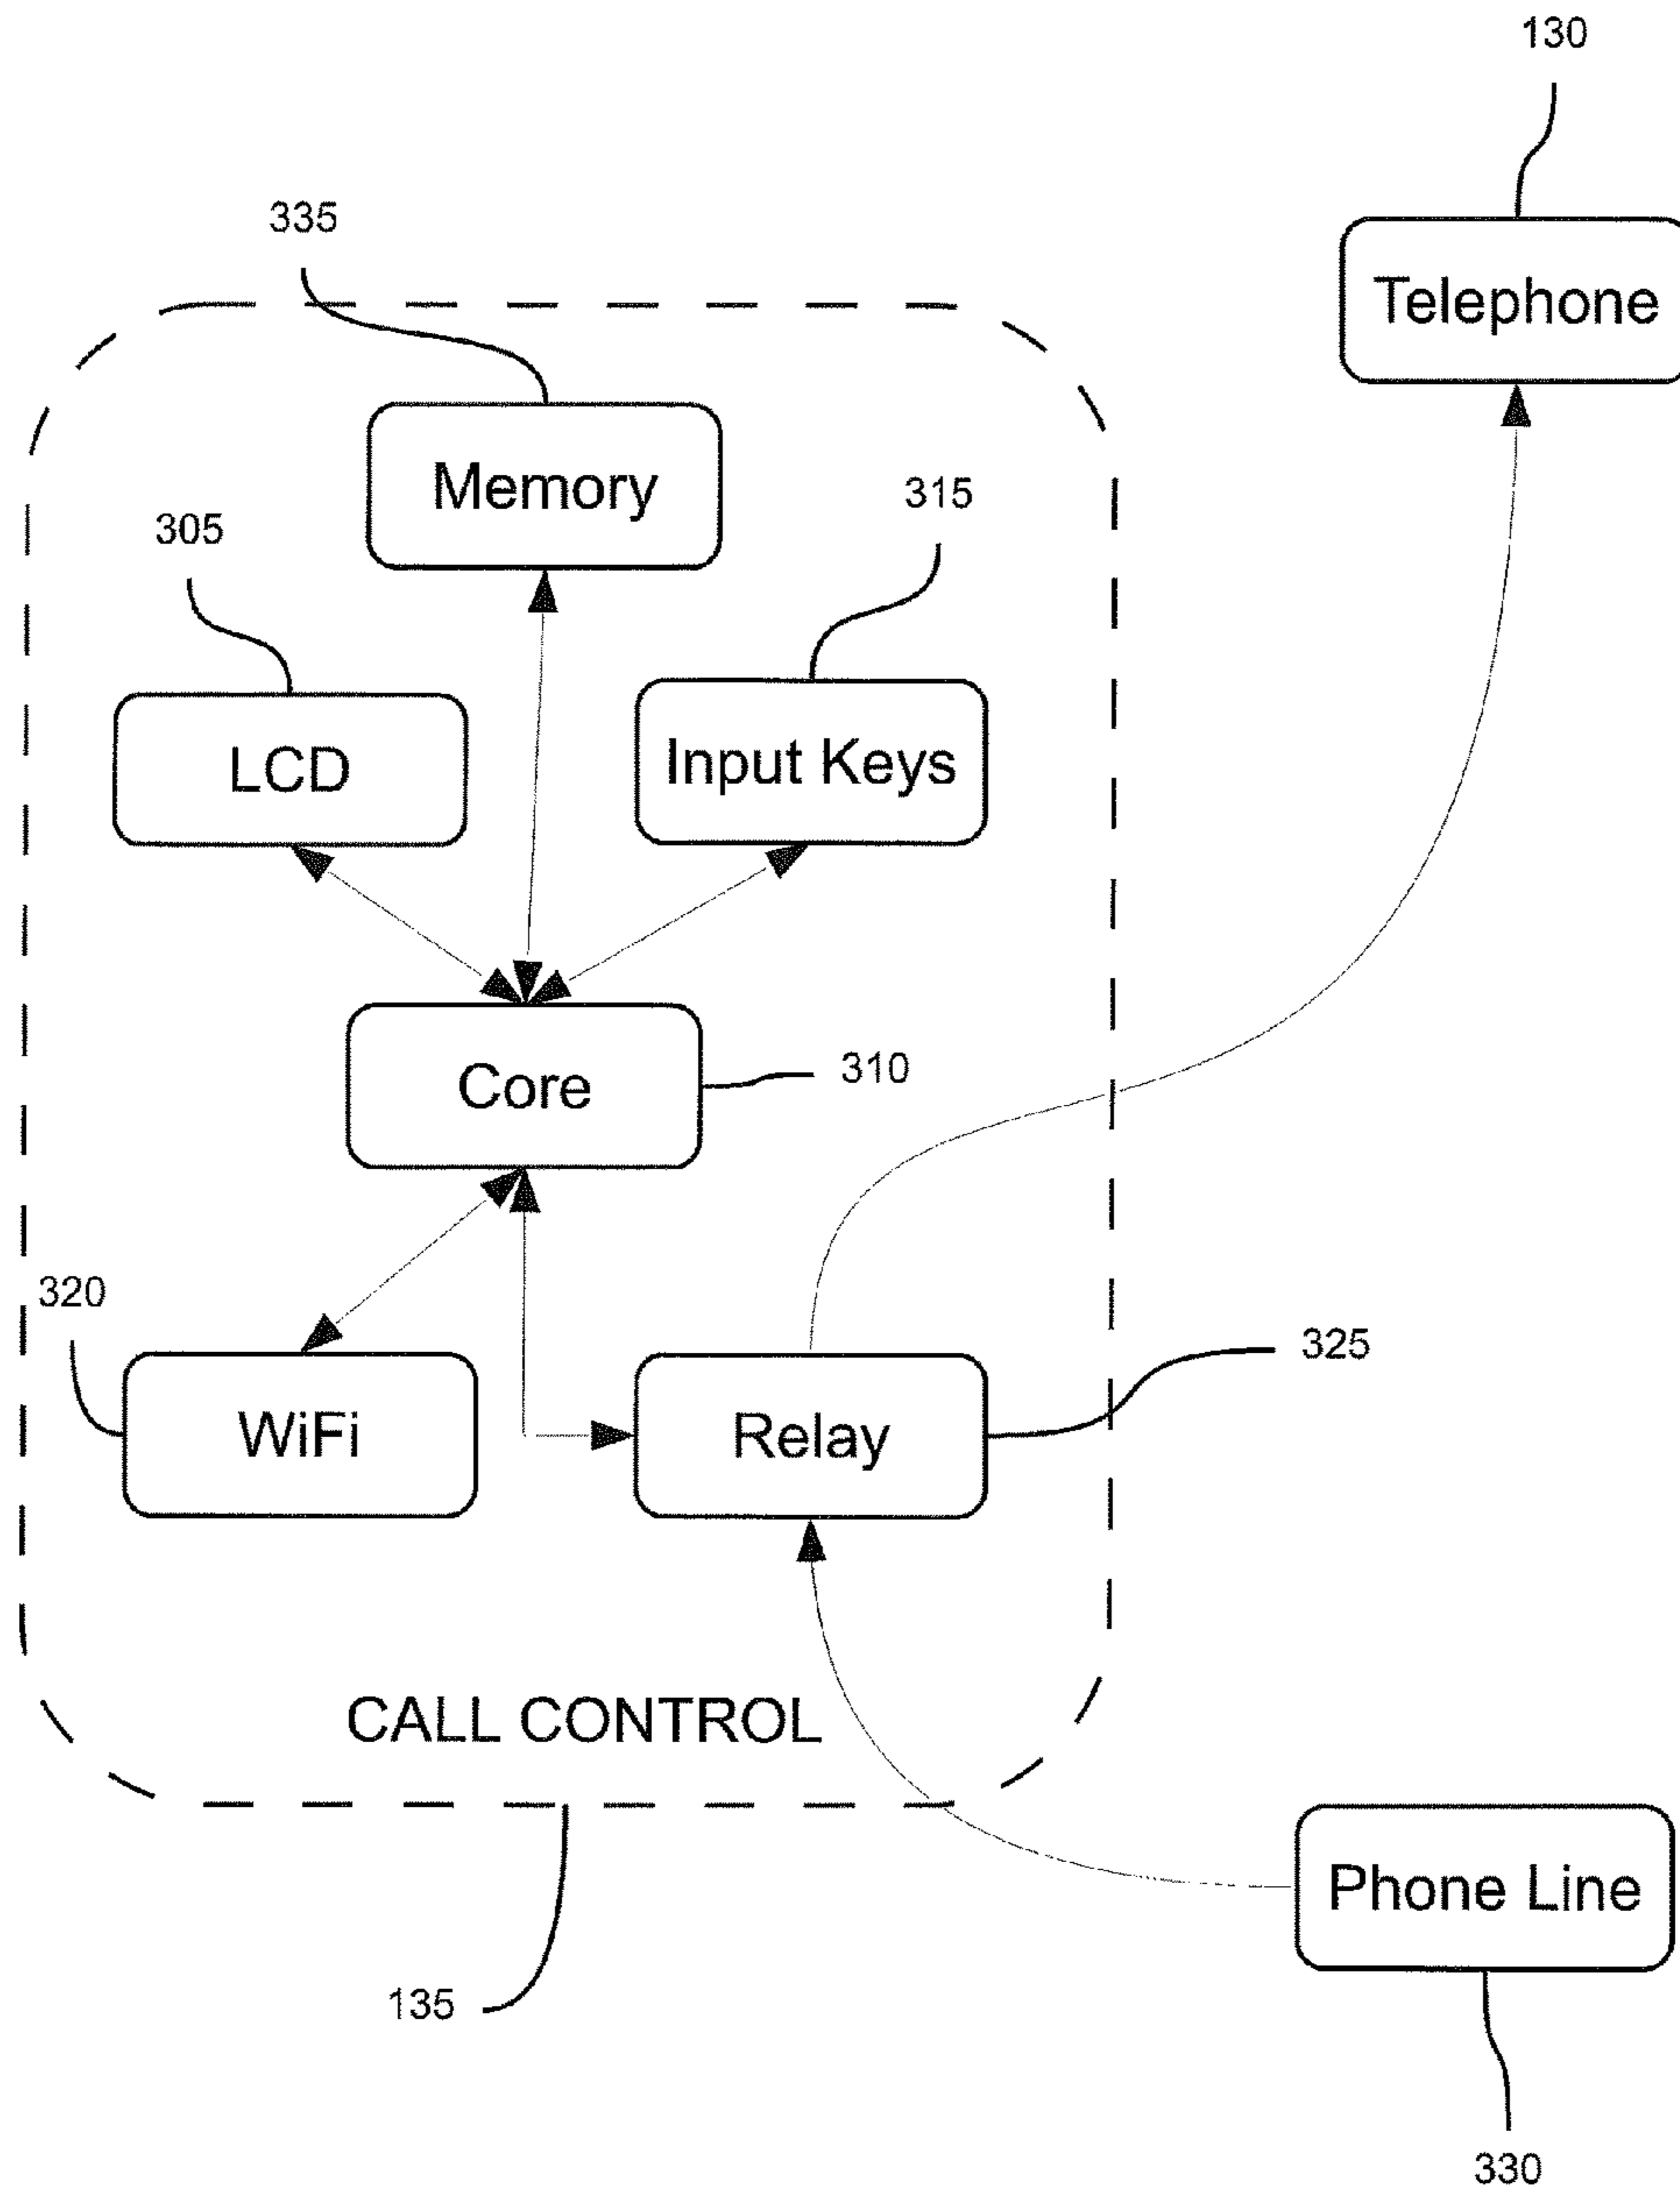 130
335
Telephone
Memory
315
305
Input Keys
LCD
310
Core
320
325
WiFi
Relay
CALL CONTROL
Phone Line
135
330